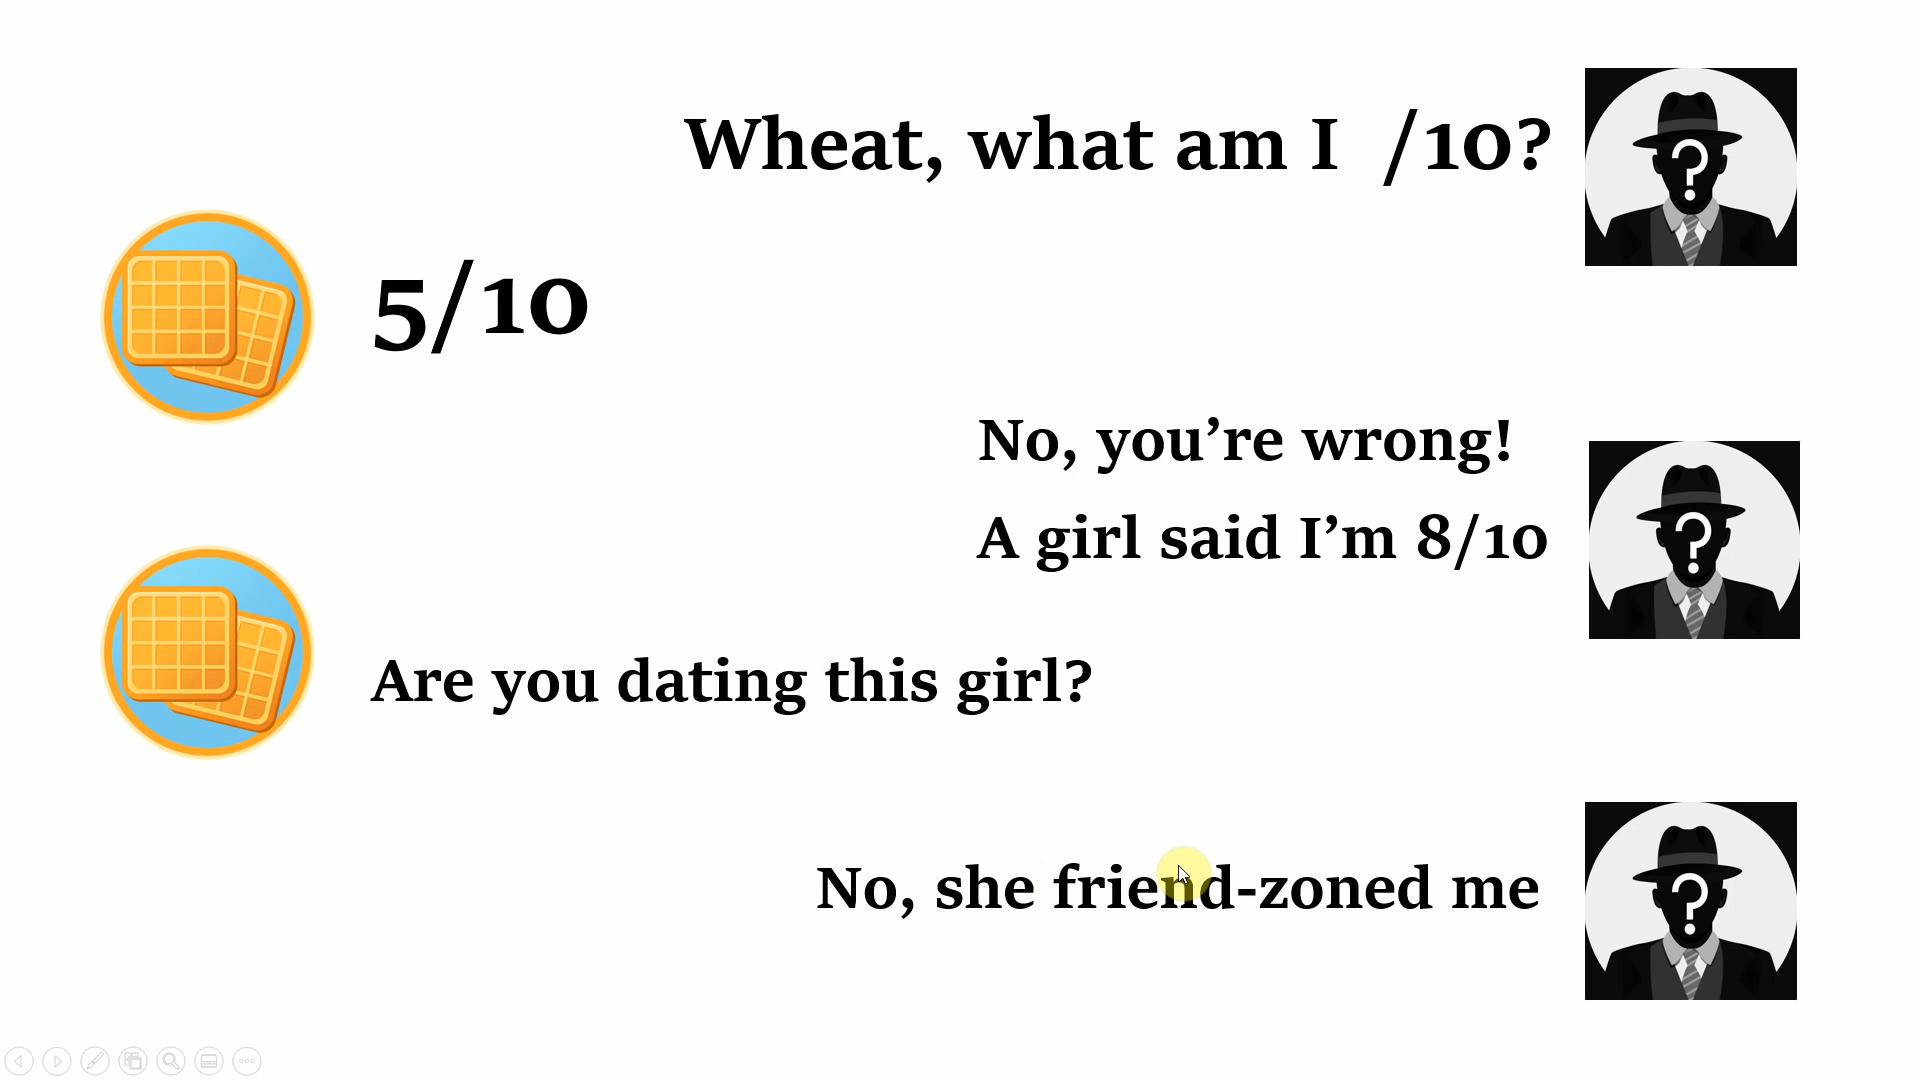 Wheat, what am I  /10?
5/10
No, you're wrong!
A girl said I'm 8/10
Are you dating this girl?
No, she friend-zoned me